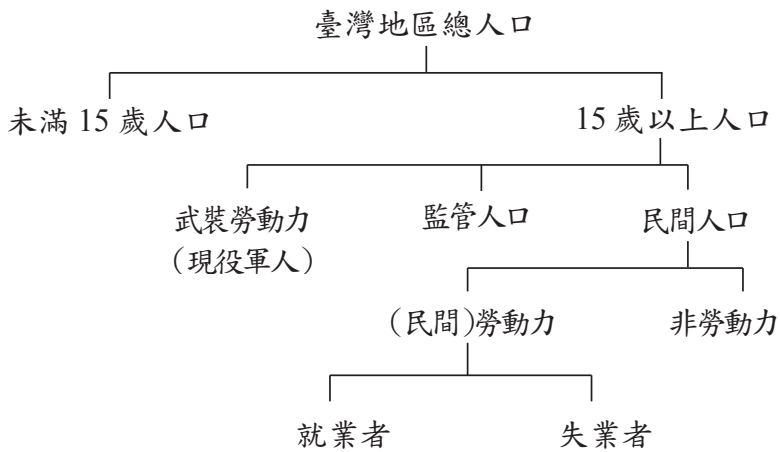 臺灣地區總人口
未滿 15 歲人口
15 歲以上人口
武裝勞動力
（現役軍人）
監管人口
民間人口
（民間）勞動力
非勞動力
就業者
失業者